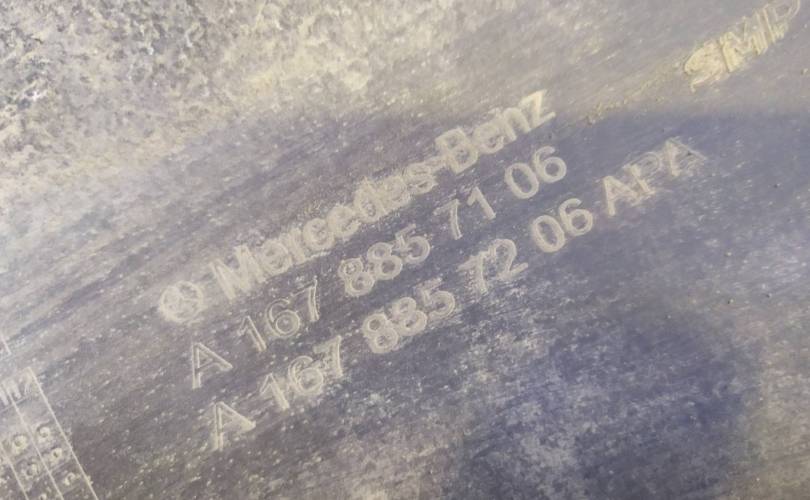 SMP
Mercedes-Benz
A 167 885 71 06
A 167 885 72 06 APA